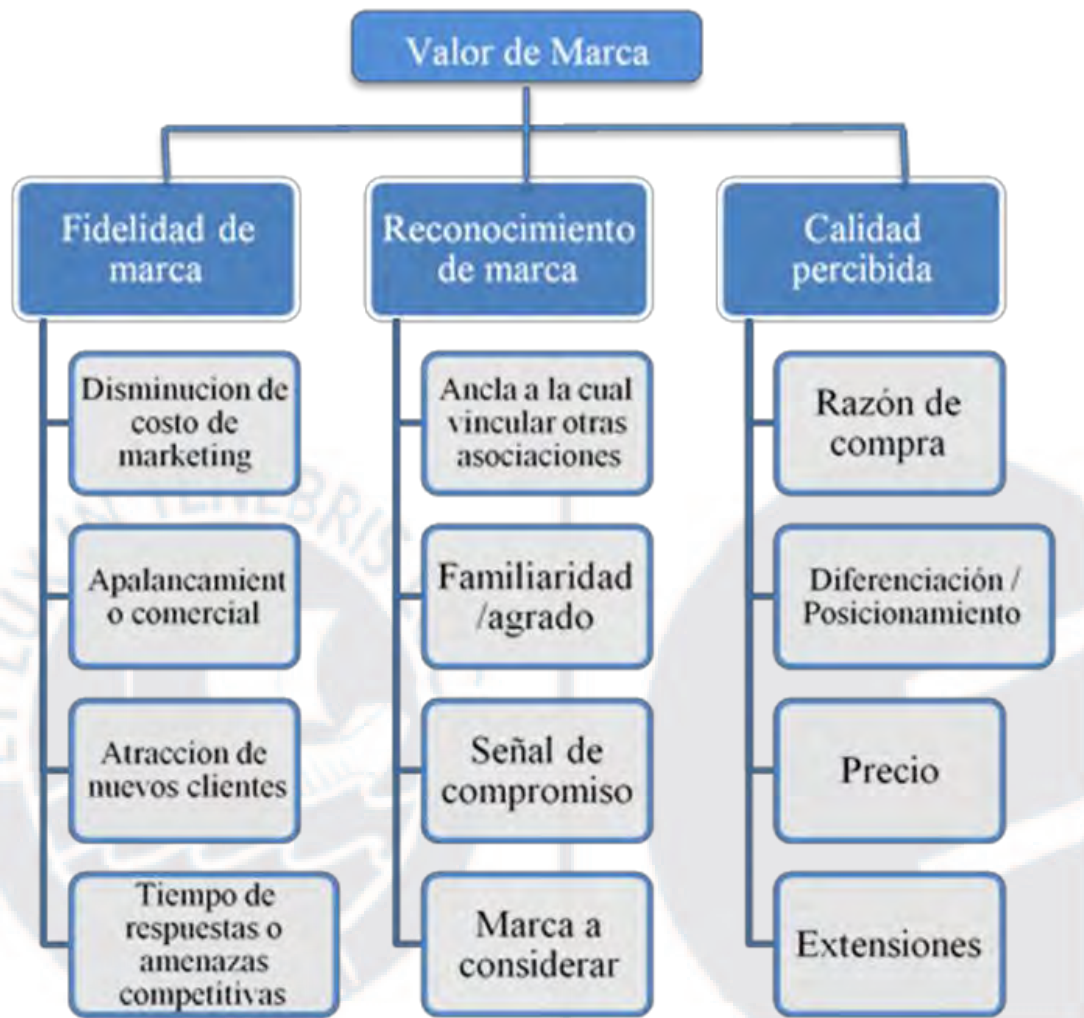 Valor de Marca
Fidelidad de
marca
Disminucion de
costo de
marketing
Apalancamient
o comercial
Atraccion de
nuevos clientes
Tiempo de
respuestas o
amenazas
competitivas
Reconocimiento
de marca
Ancla a la cual
vincular otras
asociaciones
Familiaridad
/agrado
Señal de
compromiso
Marca a
considerar
Calidad
percibida
Razón de
compra
Diferenciación /
Posicionamiento
Precio
Extensiones
TENEBRIS